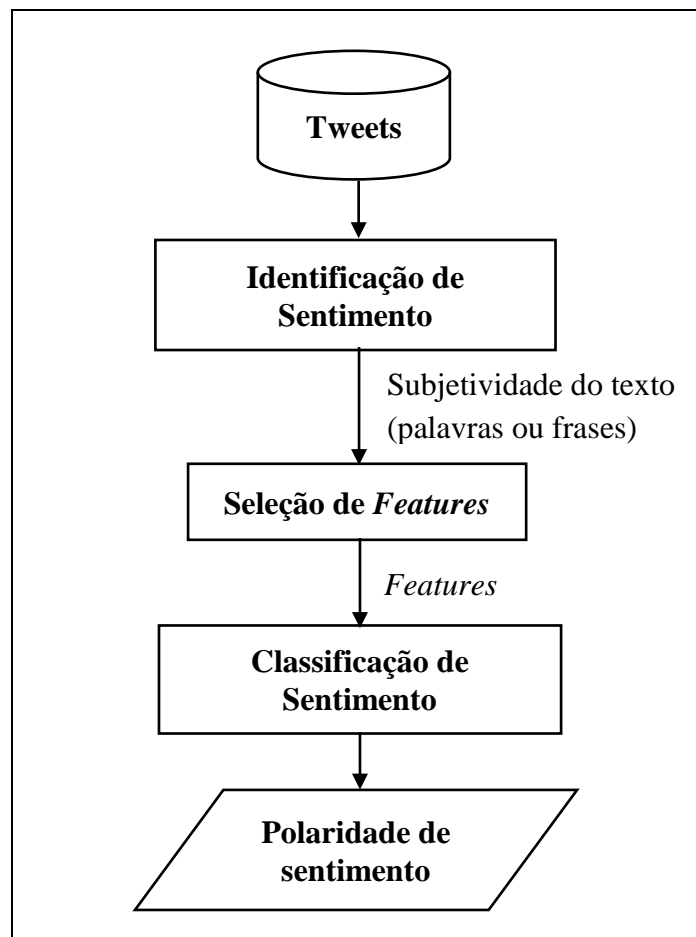 Tweets
Identificação de
Sentimento
Subjetividade do texto
(palavras ou frases)
Seleção de Features
Features
Classificação de
Sentimento
Polaridade de
sentimento